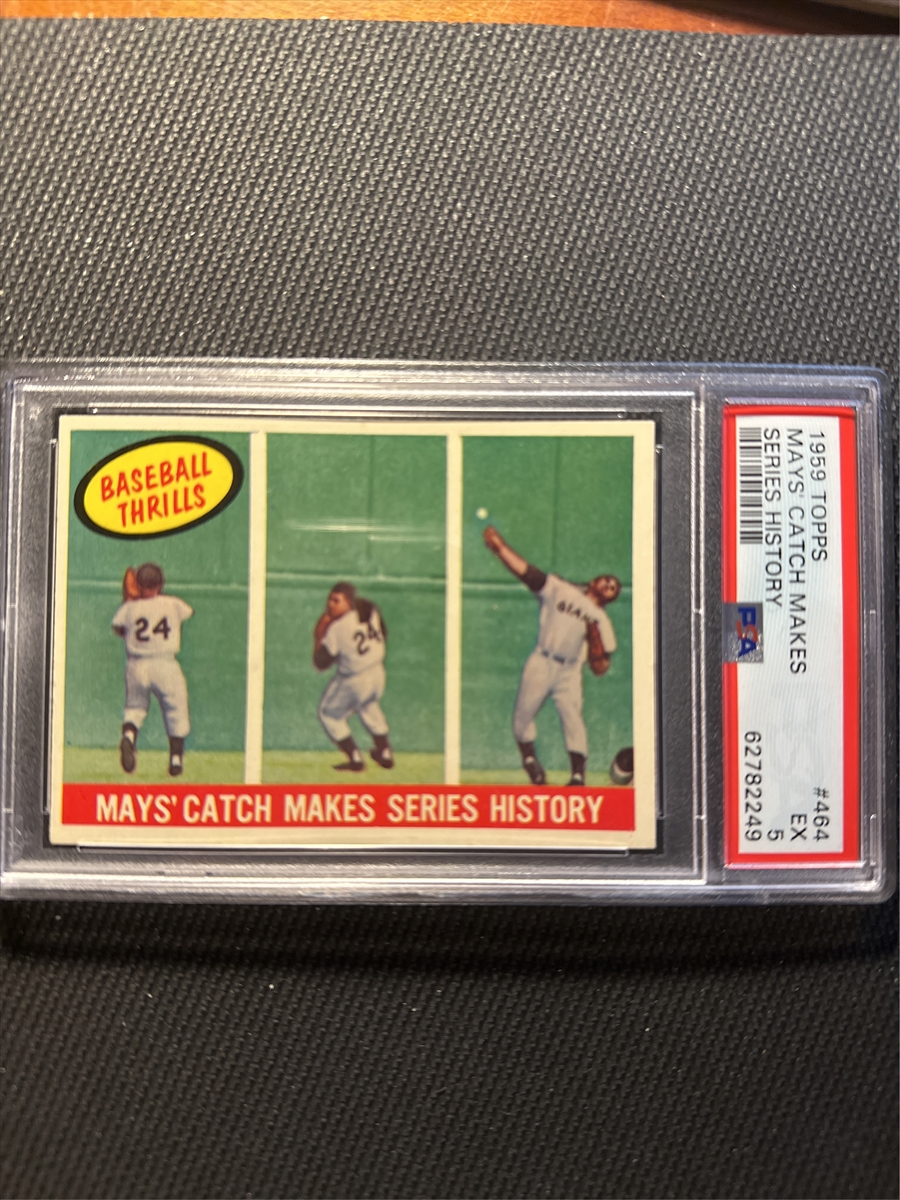 BASEBALL
THRILLS
24
24
GIANT
MAYS' CATCH MAKES SERIES HISTORY
1959 TOPPS #464
MAYS' CATCH MAKES EX
SERIES HISTORY 5
PSA 62782249